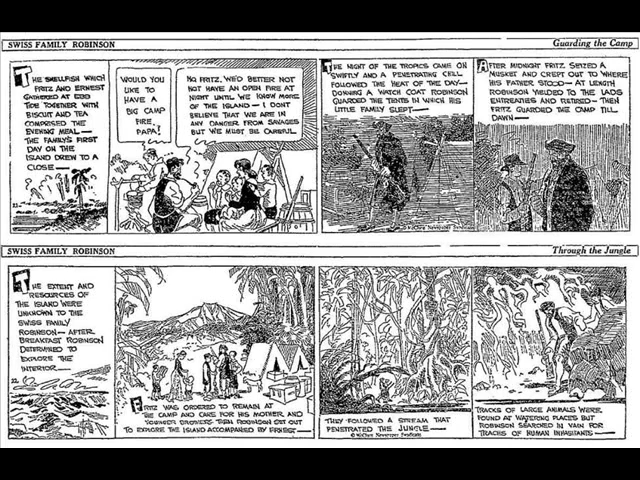 SWISS FAMILY ROBINSON
Guarding the Camp
THE SHELLFISH WHICH
FRITZ AND ERNEST
GATHERED AT EBB
TIDE TOGETHER WITH
BISCUIT AND TEA
COMPRISED THE
EVENING MEAL —
THE FAMILY'S FIRST
DAY ON THE
ISLAND DREW TO A
CLOSE —
WOULD YOU
LIKE TO
HAVE A
BIG CAMP
FIRE,
PAPA!
NO FRITZ, WE'D BETTER NOT
NOT HAVE AN OPEN FIRE AT
NIGHT UNTIL WE KNOW MORE
OF THE ISLAND — I DONT
BELIEVE THAT WE ARE IN
ANY DANGER FROM SAVAGES
BUT WE MUST BE CAREFUL
THE NIGHT OF THE TROPICS CAME ON
SWIFTLY AND A PENETRATING CELL
FOLLOWED THE HEAT OF THE DAY —
DONNING A WATCH COAT ROBINSON
GUARDED THE TENTS IN WHICH HIS
LITTLE FAMILY SLEPT —
© McClure Newspaper Syndicate
AFTER MIDNIGHT FRITZ SEIZED A
MUSKET AND CREPT OUT TO WHERE
HIS FATHER STOOD — AT LENGTH
ROBINSON YIELDED TO THE LADS
ENTREATIES AND RETIRED — THEN
FRITZ GUARDED THE CAMP TILL
DAWN —
SWISS FAMILY ROBINSON
Through the Jungle
THE EXTENT AND
RESOURCES OF
THE ISLAND WERE
UNKNOWN TO THE
SWISS FAMILY
ROBINSON — AFTER
BREAKFAST ROBINSON
DETERMINED TO
EXPLORE THE
INTERIOR —
FRITZ WAS ORDERED TO REMAIN AT
THE CAMP AND CARE FOR HIS MOTHER AND
YOUNGER BROTHERS THEN ROBINSON SET OUT
TO EXPLORE THE ISLAND ACCOMPANIED BY ERNEST —
THEY FOLLOWED A STREAM THAT
PENETRATED THE JUNGLE —
© McClure Newspaper Syndicate
TRACKS OF LARGE ANIMALS WERE
FOUND AT WATERING PLACES BUT
ROBINSON SEARCHED IN VAIN FOR
TRACKS OF HUMAN INHABITANTS —